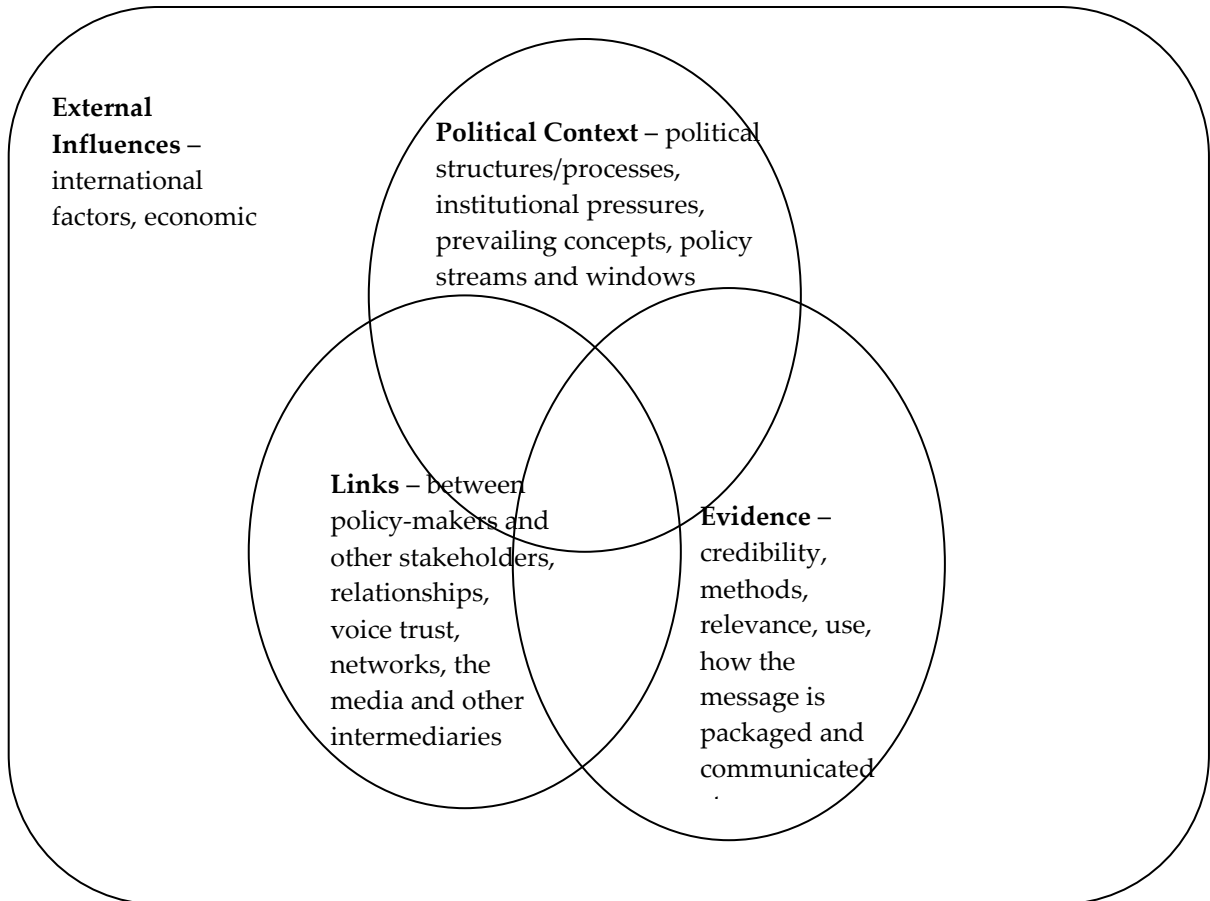 External
Influences –
international
factors, economic
Political Context – political
structures/processes,
institutional pressures,
prevailing concepts, policy
streams and windows
Links – between
policy-makers and
other stakeholders,
relationships,
voice trust,
networks, the
media and other
intermediaries
Evidence –
credibility,
methods,
relevance, use,
how the
message is
packaged and
communicated